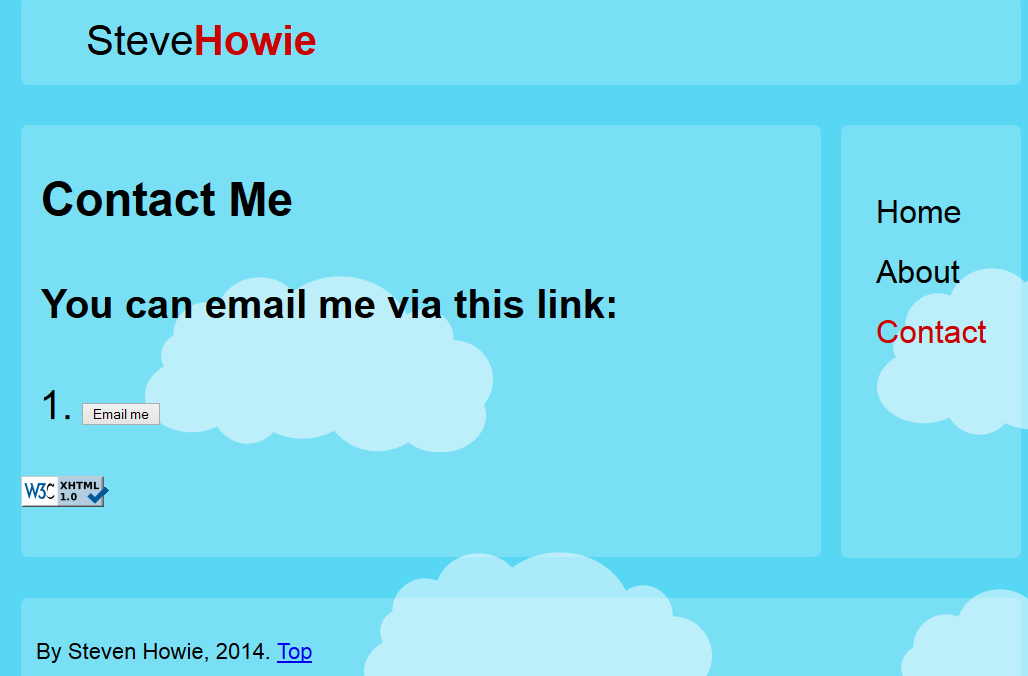 SteveHowie
Contact Me
You can email me via this link:
1. Email me
W3C XHTML
1.0
Home
About
Contact
By Steven Howie, 2014. Top